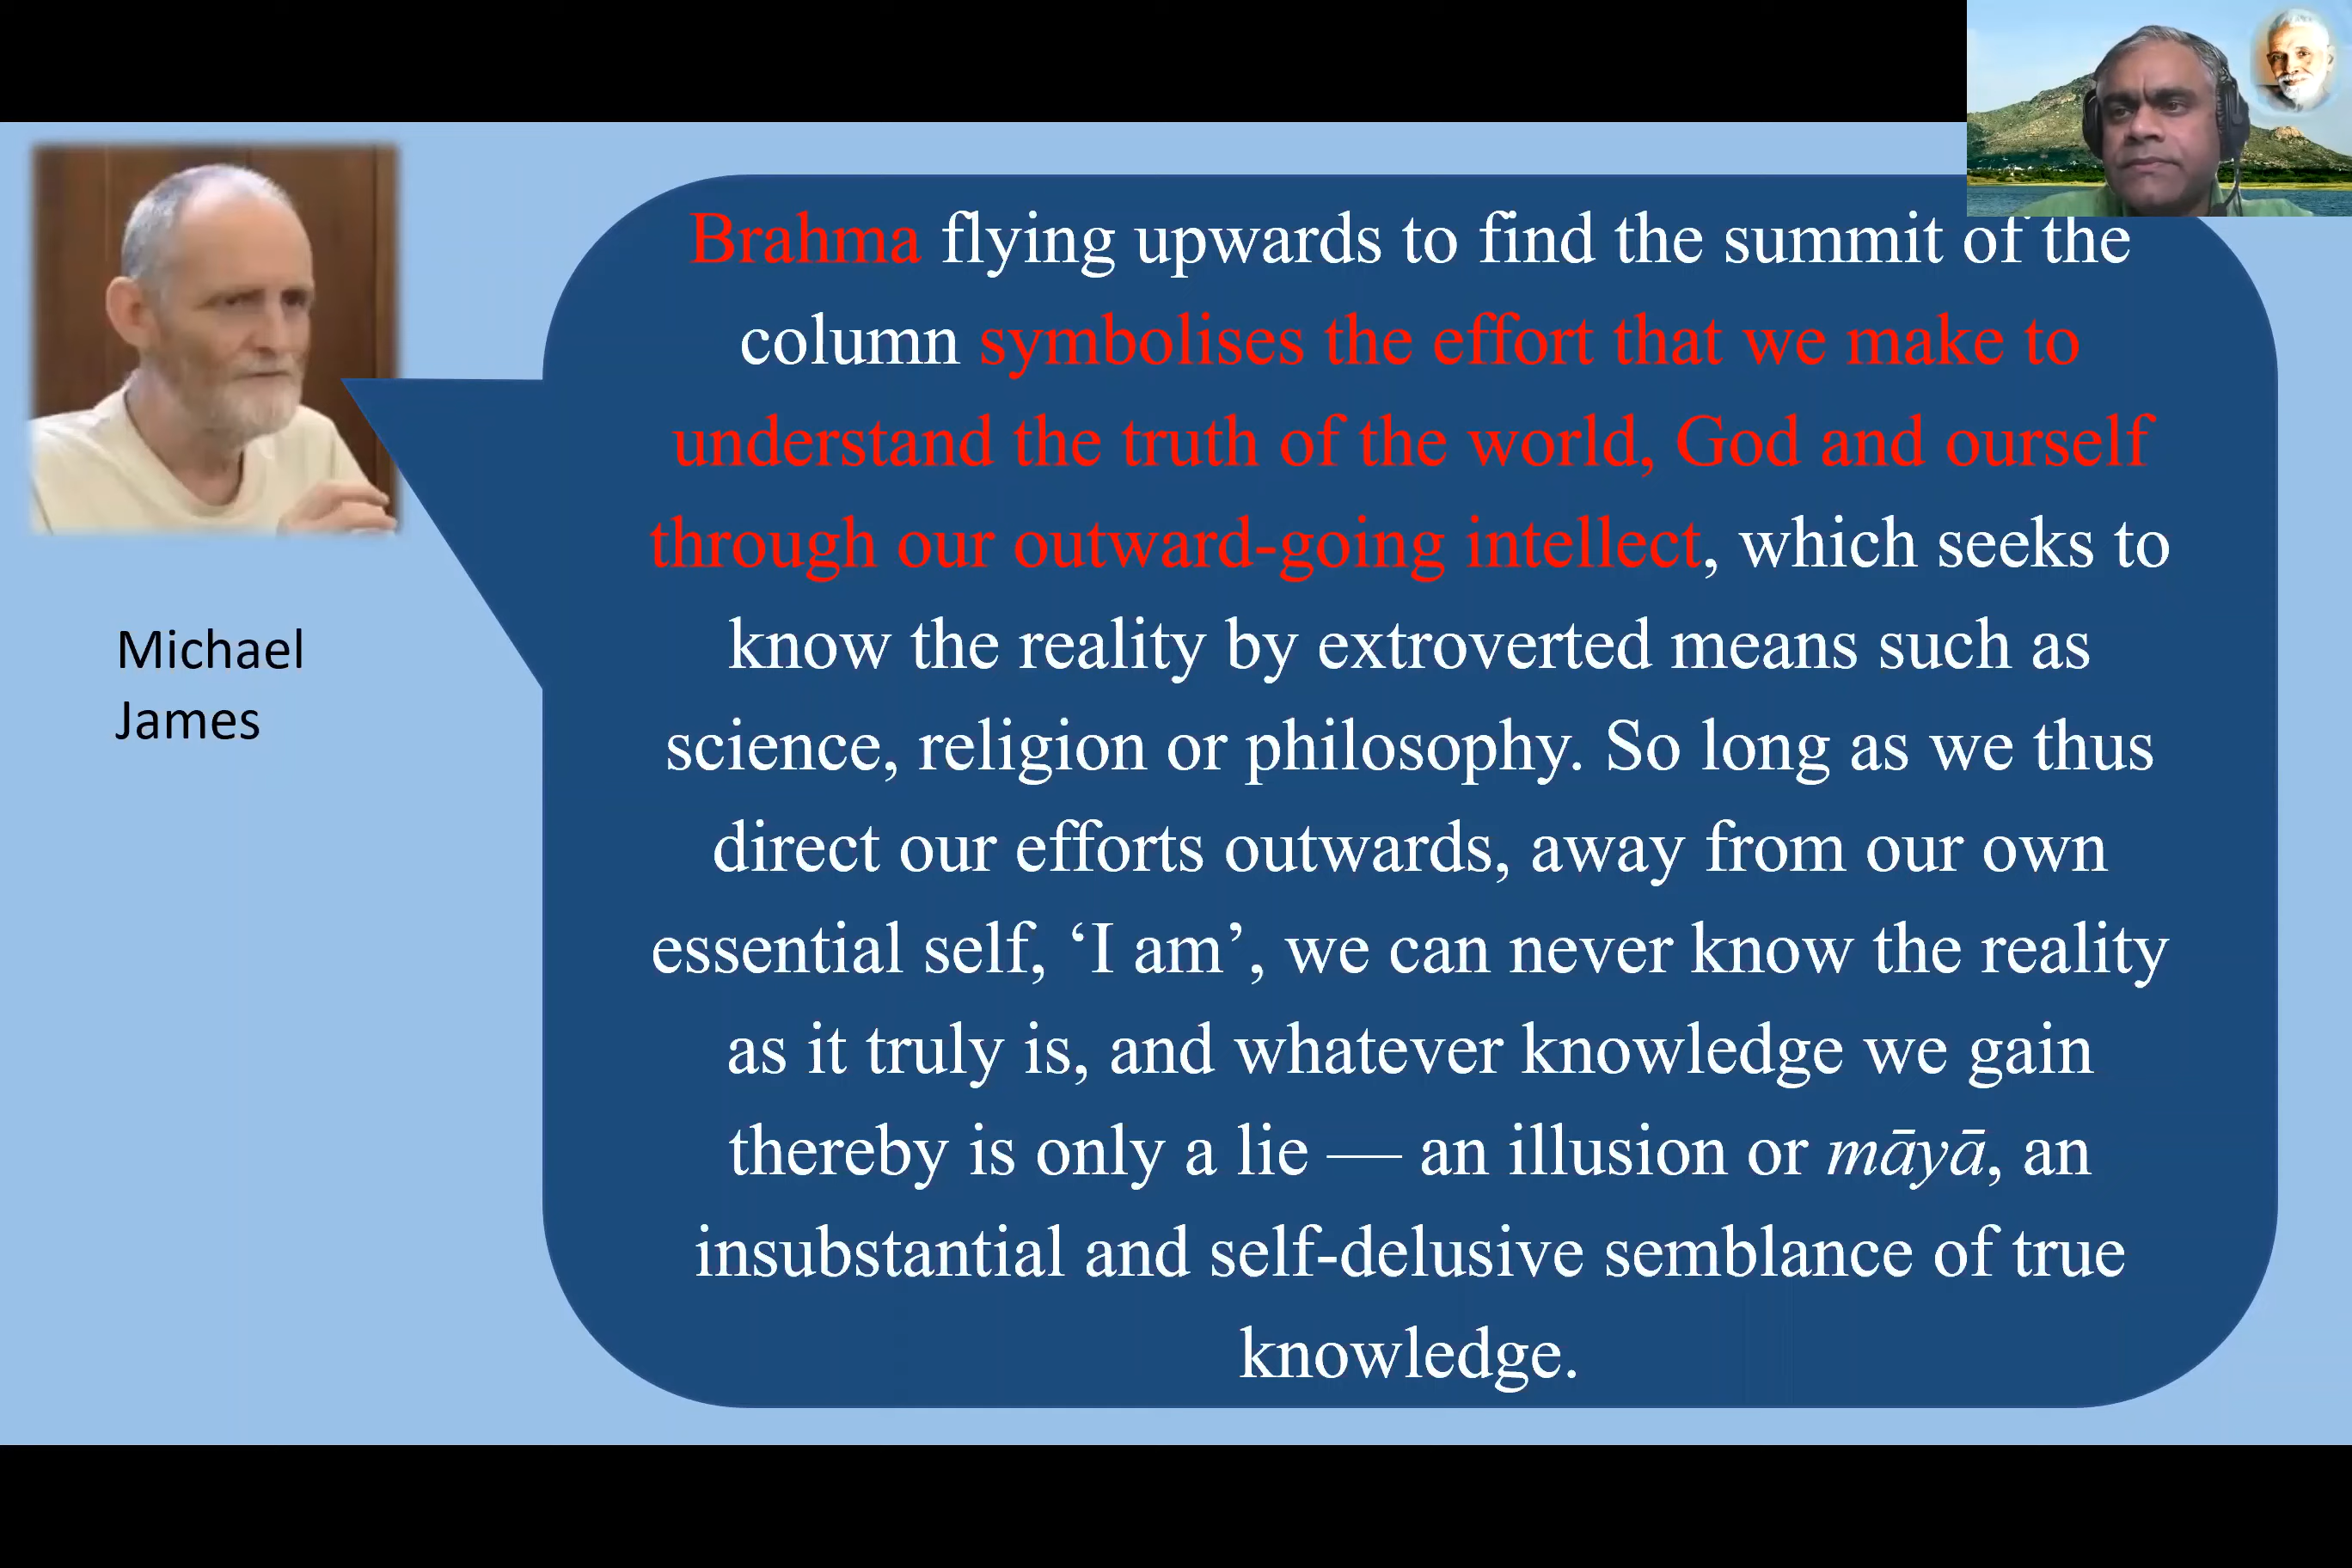 Michael
James
Brahma flying upwards to find the summit of the
column symbolises the effort that we make to
understand the truth of the world, God and ourself
through our outward-going intellect, which seeks to
know the reality by extroverted means such as
science, religion or philosophy. So long as we thus
direct our efforts outwards, away from our own
essential self, ‘I am’, we can never know the reality
as it truly is, and whatever knowledge we gain
thereby is only a lie — an illusion or māyā, an
insubstantial and self-delusive semblance of true
knowledge.